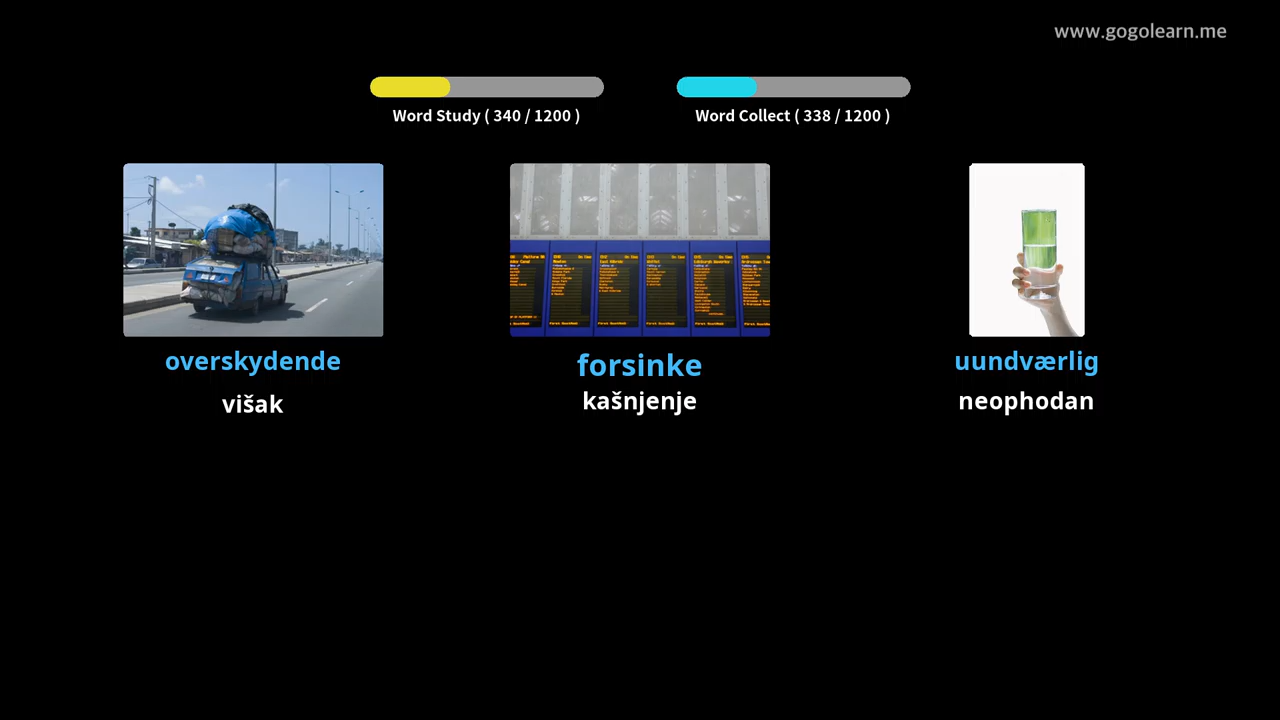 www.gogolearn.me
Word Study ( 340 / 1200 )
Word Collect ( 338 / 1200 )
overskydende
forsinke
uundværlig
višak
kašnjenje
neophodan